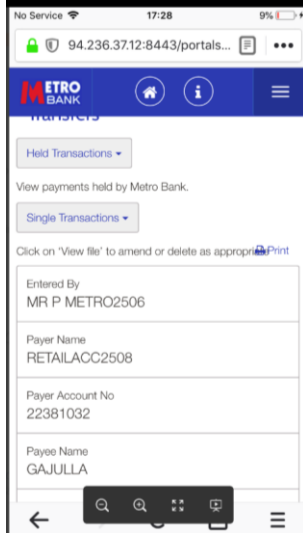 No Service 17:28 9%
94.236.37.12:8443/portals...
METRO
BANK
Transfers
Held Transactions
View payments held by Metro Bank.
Single Transactions
Click on 'View file' to amend or delete as appropriate Print
Entered By
MR P METRO2506
Payer Name
RETAILACC2508
Payer Account No
22381032
Payee Name
GAJULLA